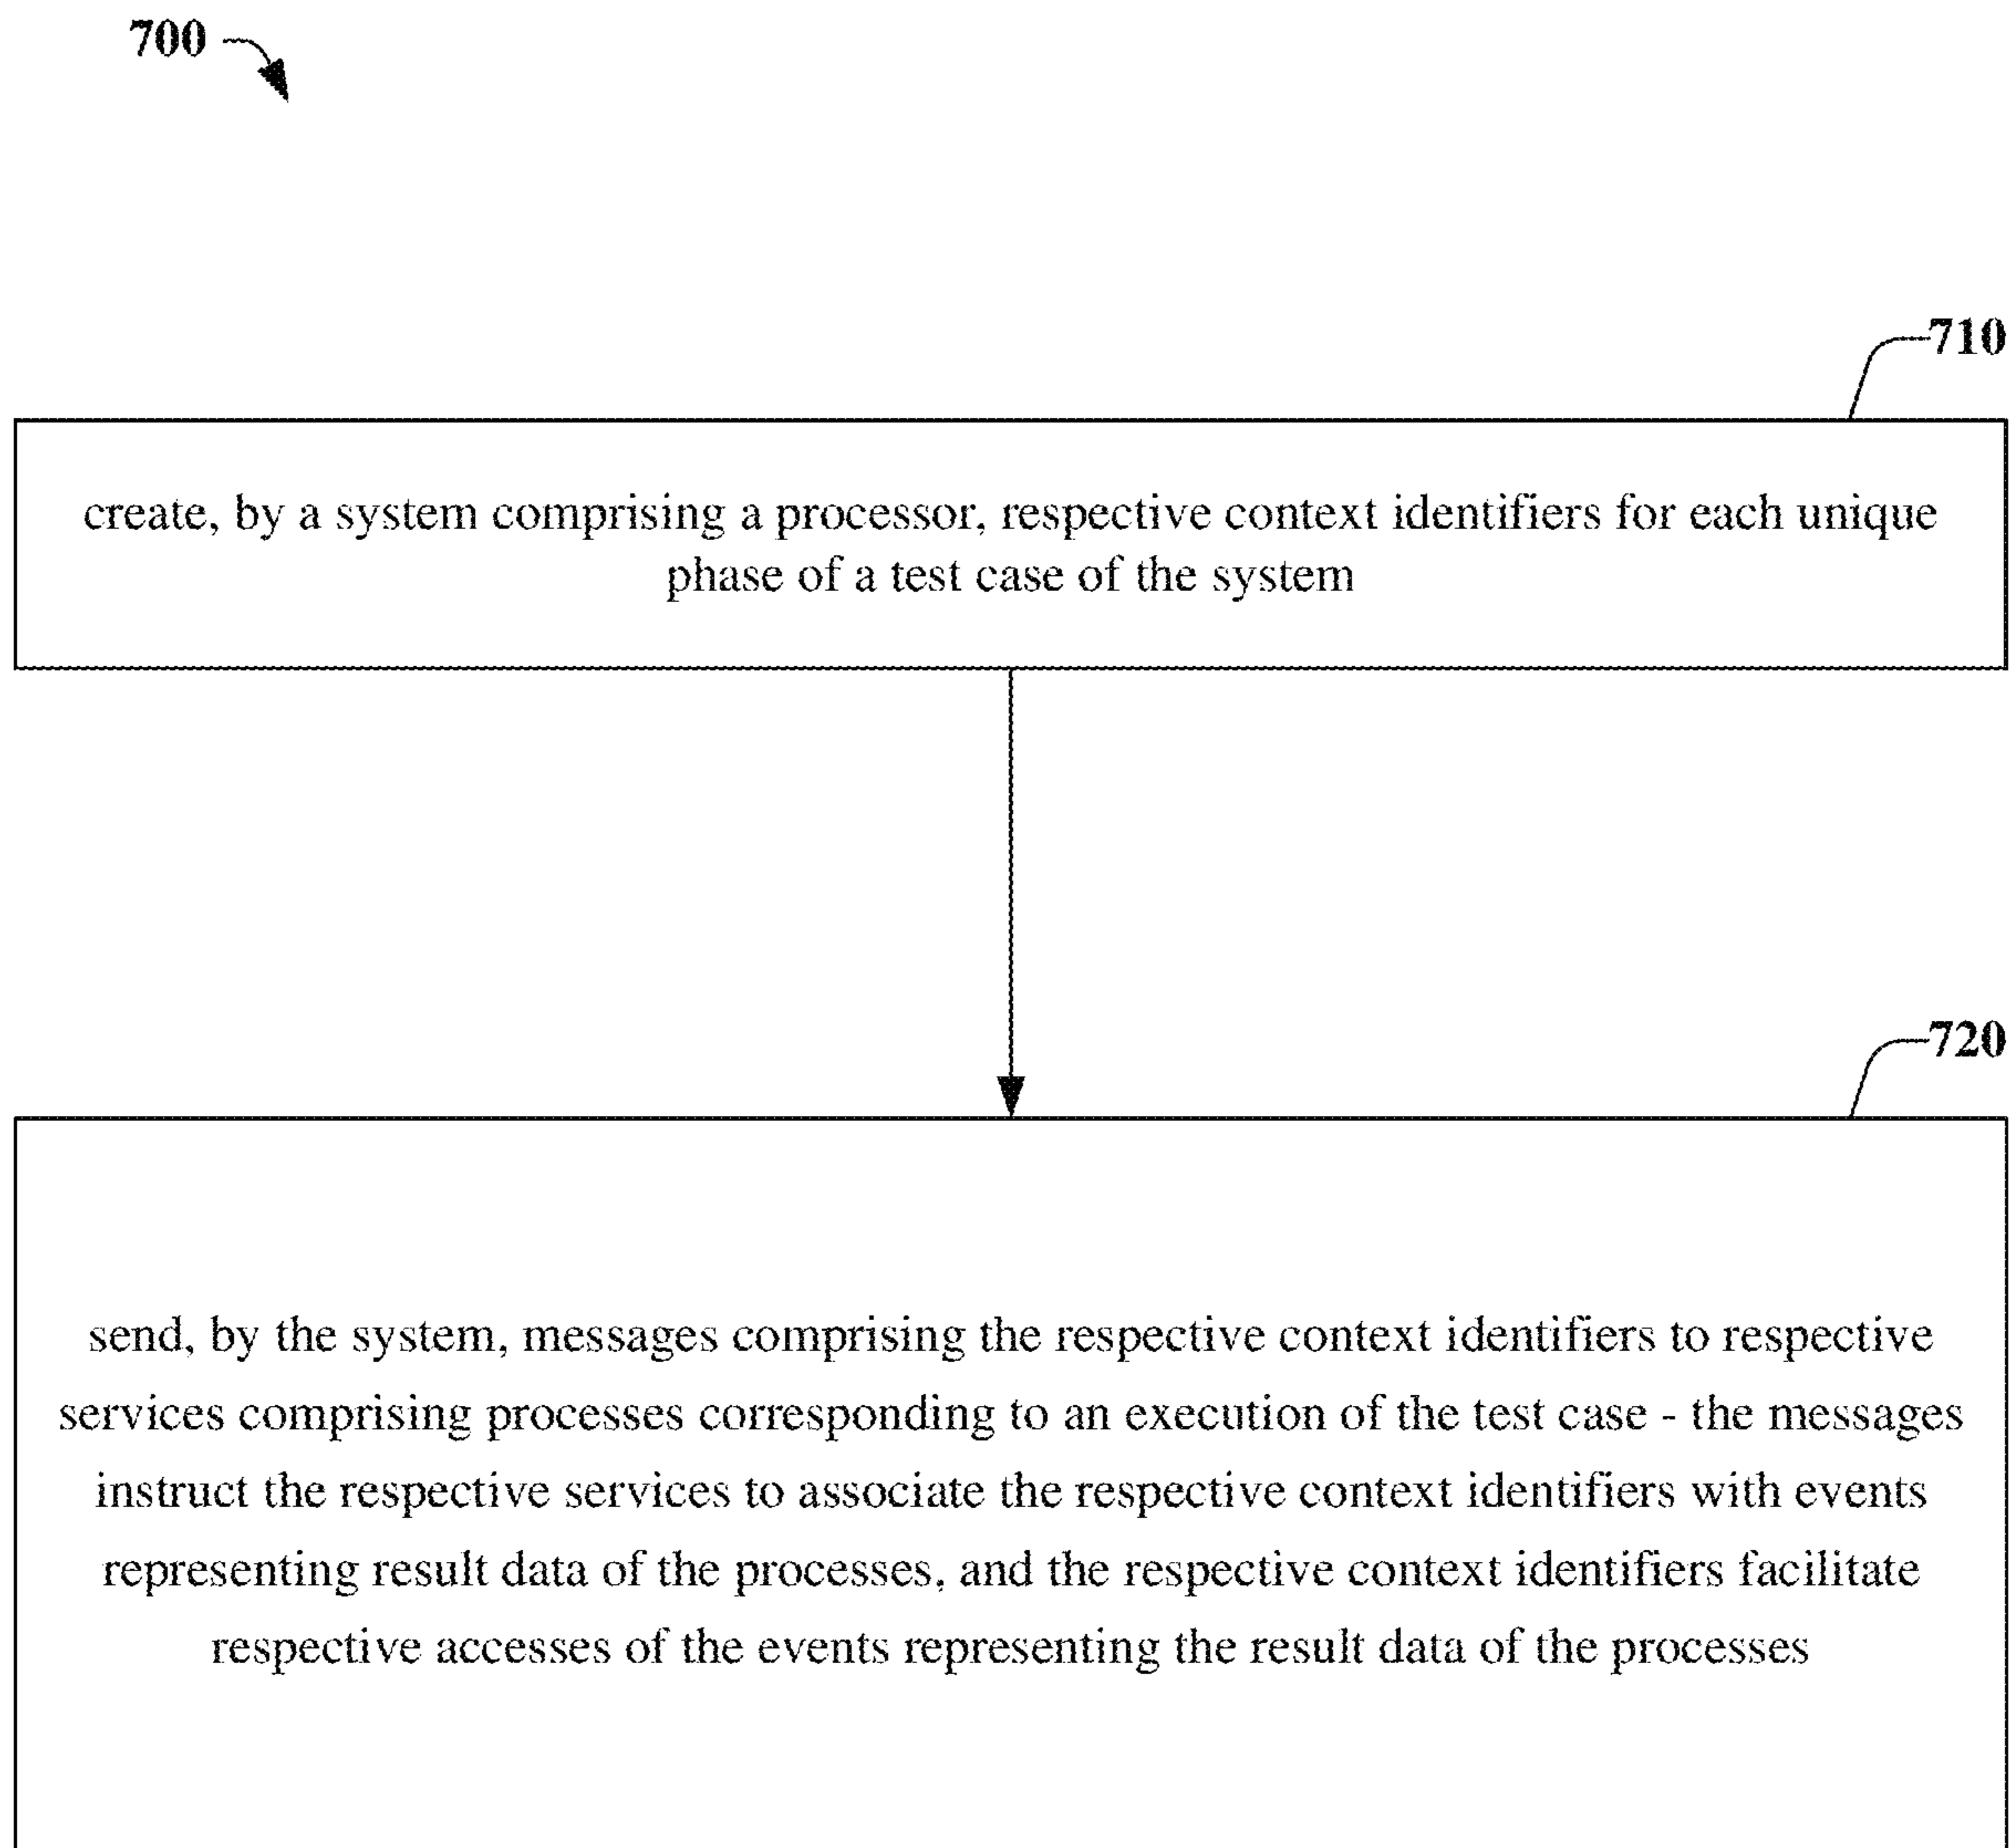 700
710
create, by a system comprising a processor, respective context identifiers for each unique
phase of a test case of the system
720
send, by the system, messages comprising the respective context identifiers to respective
services comprising processes corresponding to an execution of the test case - the messages
instruct the respective services to associate the respective context identifiers with events
representing result data of the processes, and the respective context identifiers facilitate
respective accesses of the events representing the result data of the processes